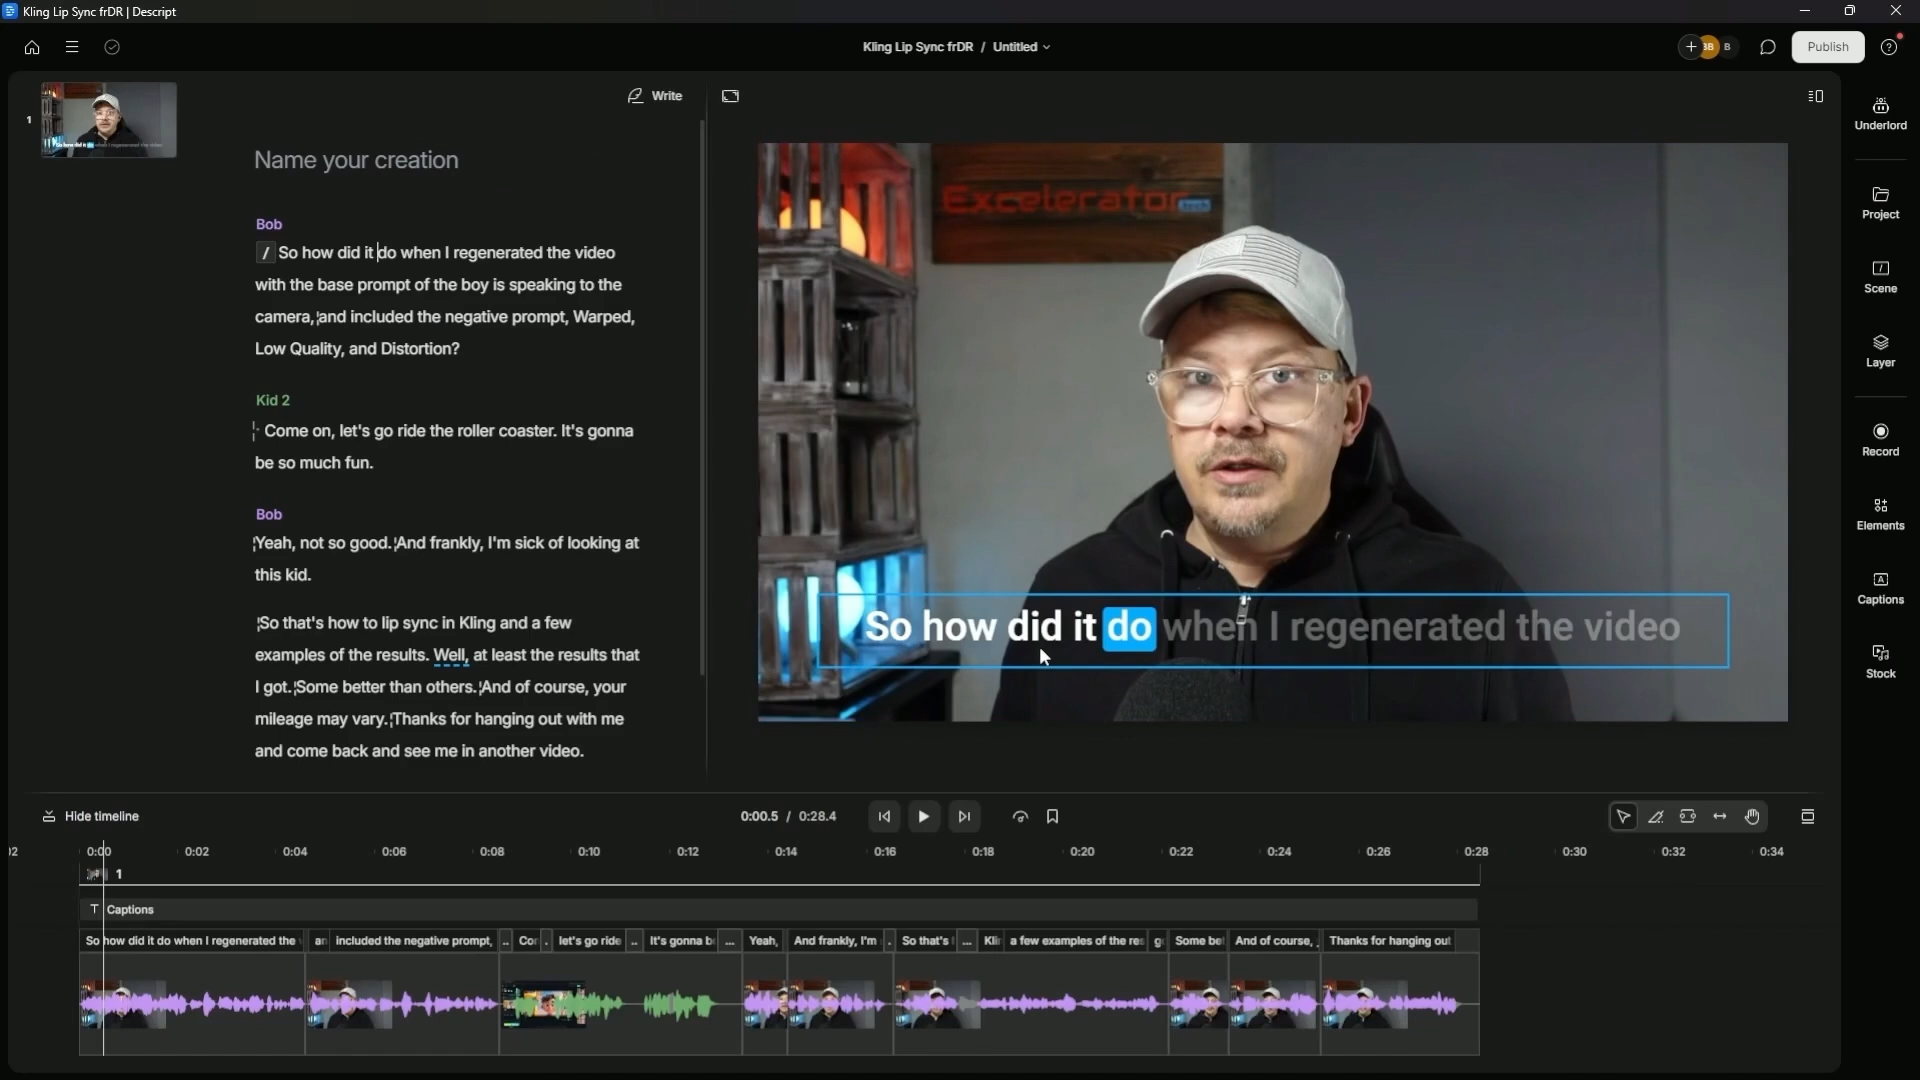 Kling Lip Sync frDR | Descript
Kling Lip Sync frDR / Untitled
BB
B
Publish
1
Write
Name your creation
Bob
/ So how did it do when I regenerated the video
with the base prompt of the boy is speaking to the
camera, and included the negative prompt, Warped,
Low Quality, and Distortion?
Kid 2
Come on, let's go ride the roller coaster. It's gonna
be so much fun.
Bob
Yeah, not so good. And frankly, I'm sick of looking at
this kid.
So that's how to lip sync in Kling and a few
examples of the results. Well, at least the results that
I got. Some better than others. And of course, your
mileage may vary. Thanks for hanging out with me
and come back and see me in another video.
Excelerator.tech
So how did it do when I regenerated the video
Underlord
Project
Scene
Layer
Record
Elements
Captions
Stock
Hide timeline
0:00.5 / 0:28.4
02 0:00 0:02 0:04 0:06 0:08 0:10 0:12 0:14 0:16 0:18 0:20 0:22 0:24 0:26 0:28 0:30 0:32 0:34
1
T Captions
So how did it do when I regenerated the an included the negative prompt, .. Cor . let's go ride .. It's gonna b ... Yeah, And frankly, I'm . So that's ... Kli a few examples of the res g Some be And of course, . Thanks for hanging out